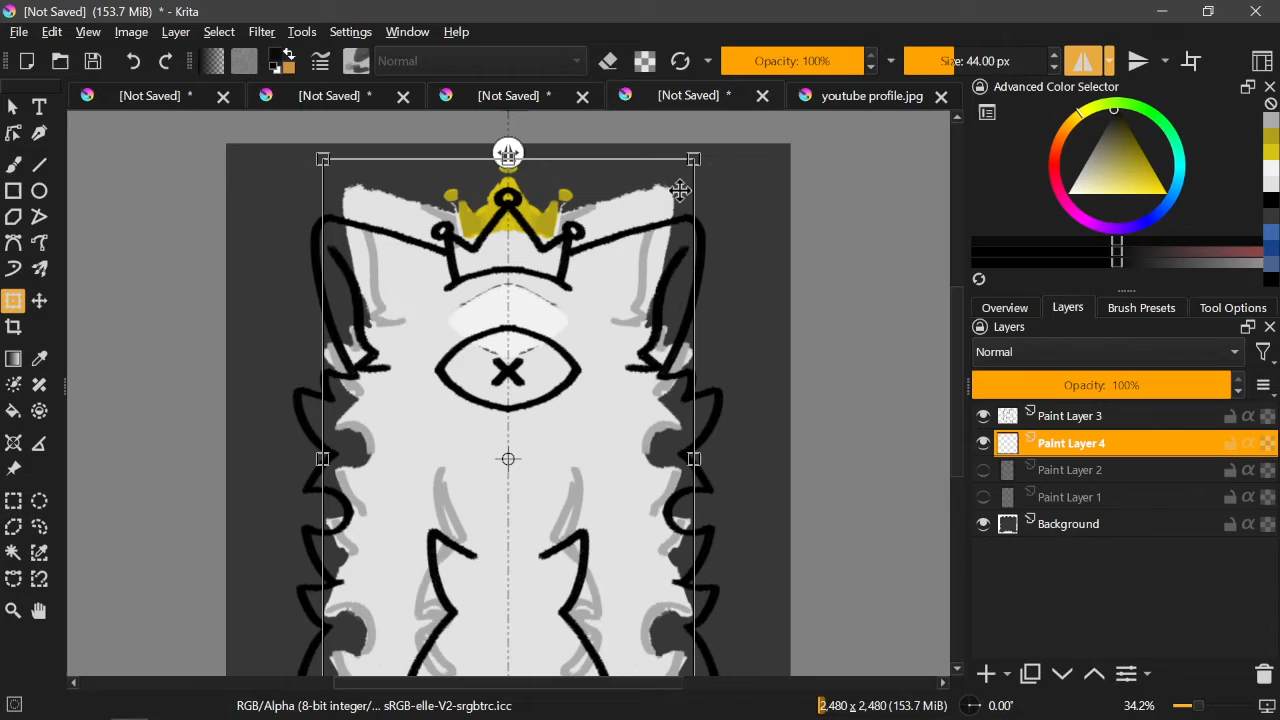 [Not Saved] (153.7 MiB) * - Krita
File Edit View Image Layer Select Filter Tools Settings Window Help
Normal
Opacity: 100%
Size: 44.00 px
[Not Saved] *
[Not Saved] *
[Not Saved] *
[Not Saved] *
youtube profile.jpg
Advanced Color Selector
Overview
Layers
Brush Presets
Tool Options
Layers
Normal
Opacity: 100%
Paint Layer 3
Paint Layer 4
Paint Layer 2
Paint Layer 1
Background
RGB/Alpha (8-bit integer/... sRGB-elle-V2-srgbtrc.icc
2,480 x 2,480 (153.7 MiB)
0.00°
34.2%